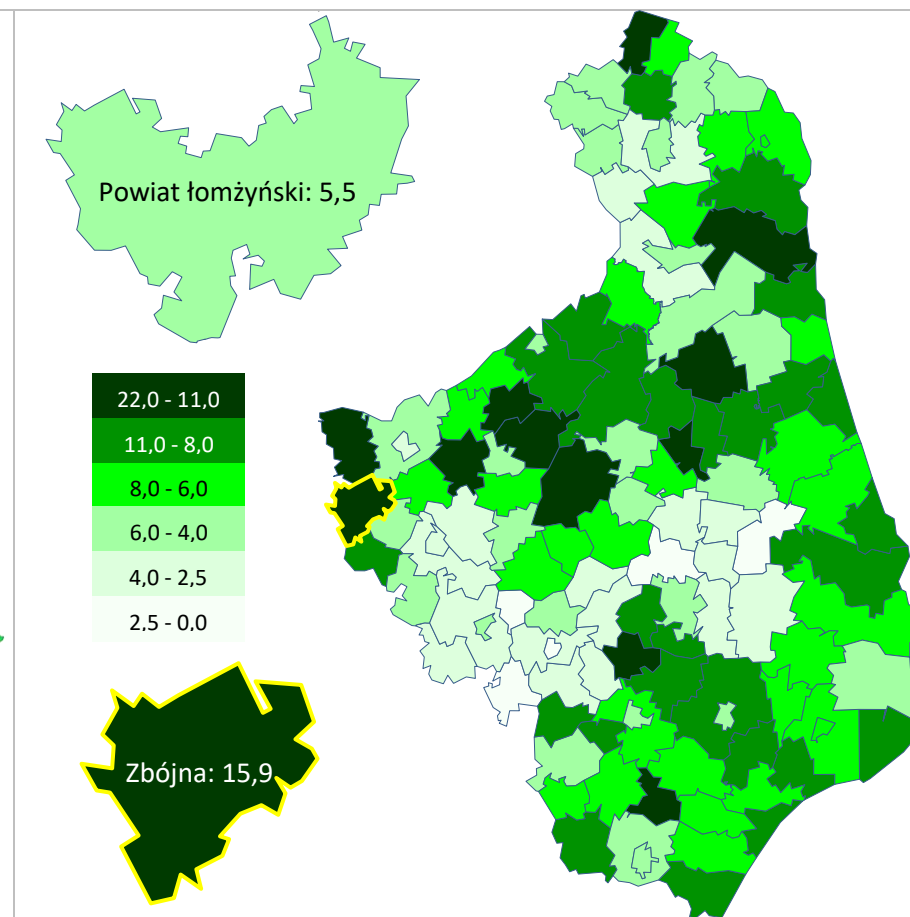 Powiat łomżyński: 5,5
22,0 - 11,0
11,0 - 8,0
8,0 - 6,0
6,0 - 4,0
4,0 - 2,5
2,5 - 0,0
Zbójna: 15,9